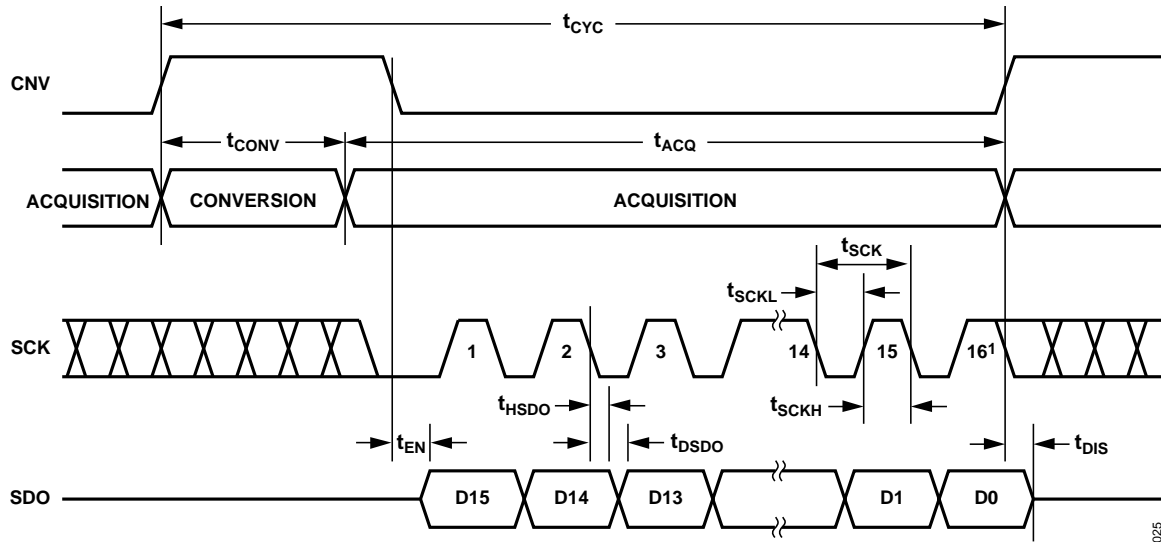 tCYC
CNV
tCONV
tACQ
ACQUISITION
CONVERSION
ACQUISITION
tSCK
tSCKL
SCK
1
2
3
14
15
16¹
tHSDO
tSCKH
tEN
tDSDO
tDIS
SDO
D15
D14
D13
D1
D0
025